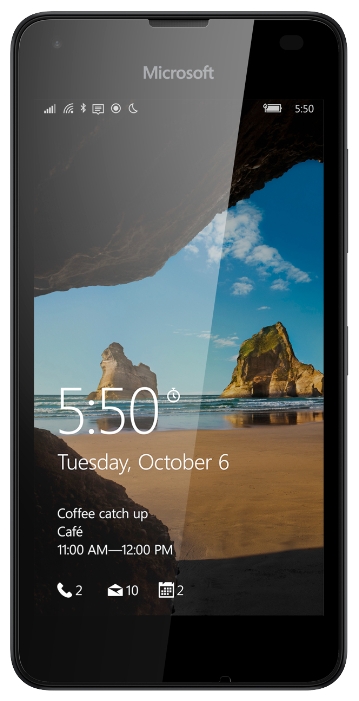 Microsoft
5:50
5:50
Tuesday, October 6
Coffee catch up
Café
11:00 AM—12:00 PM
2 10 2